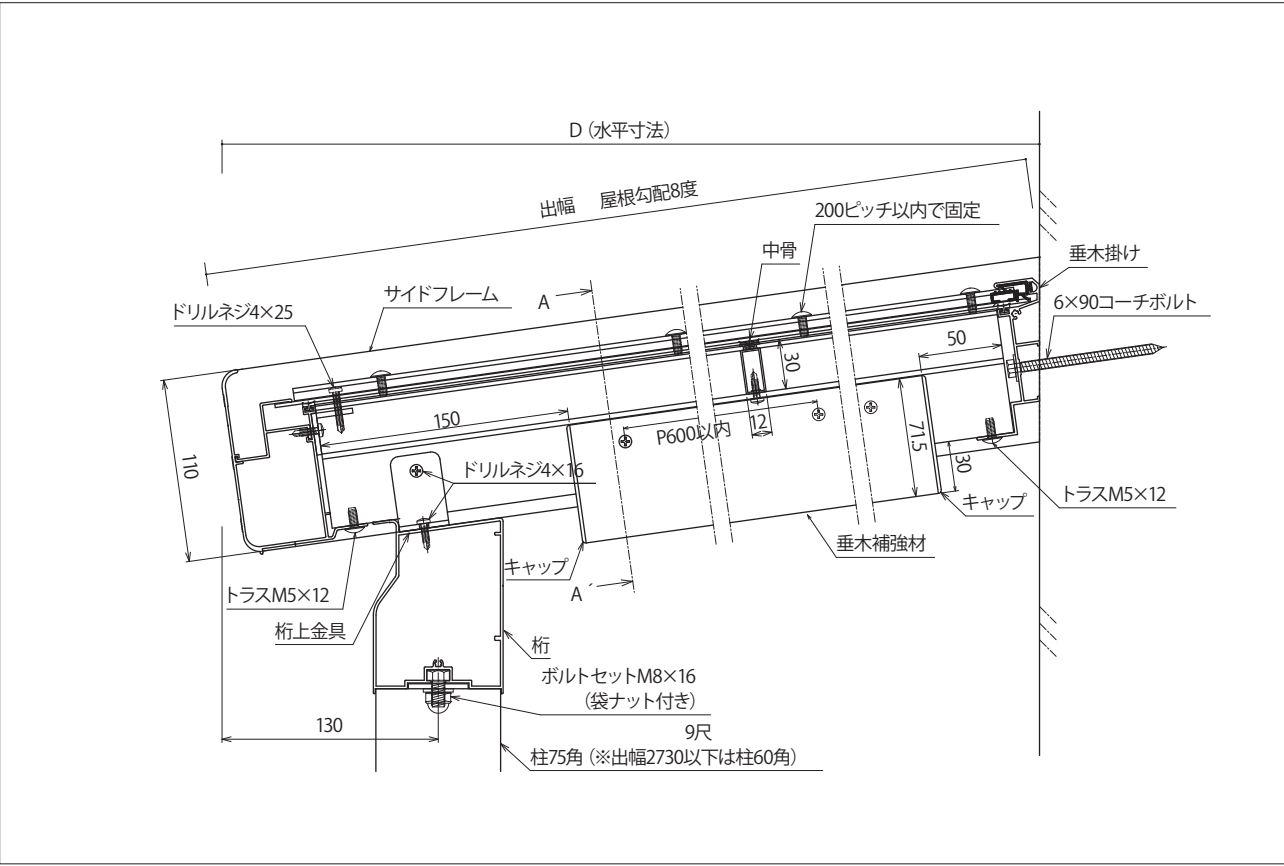 D（水平寸法）
出幅 屋根勾配8度
200ピッチ以内で固定
中骨
垂木掛け
サイドフレーム
A
ドリルネジ4×25
6×90コーチボルト
50
30
150
12
P600以内
71.5
110
ドリルネジ4×16
30
キャップ
トラスM5×12
垂木補強材
キャップ
A´
トラスM5×12
桁上金具
桁
ボルトセットM8×16
（袋ナット付き）
130
9尺
柱75角（※出幅2730以下は柱60角）